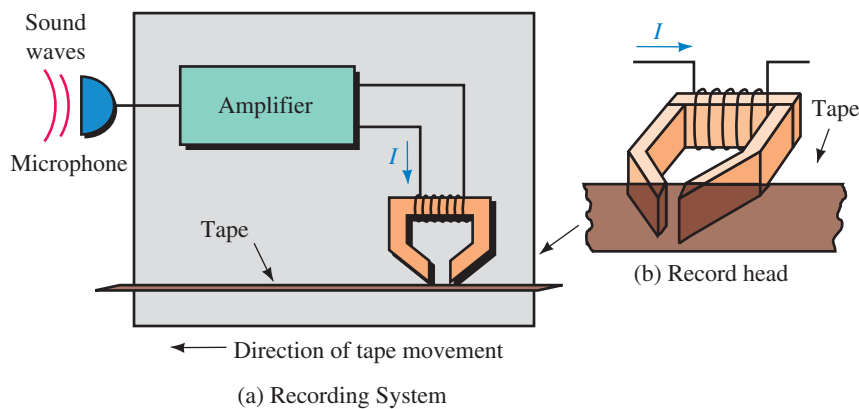 Sound
waves
Microphone
Amplifier
I
Tape
Direction of tape movement
(a) Recording System
I
Tape
(b) Record head